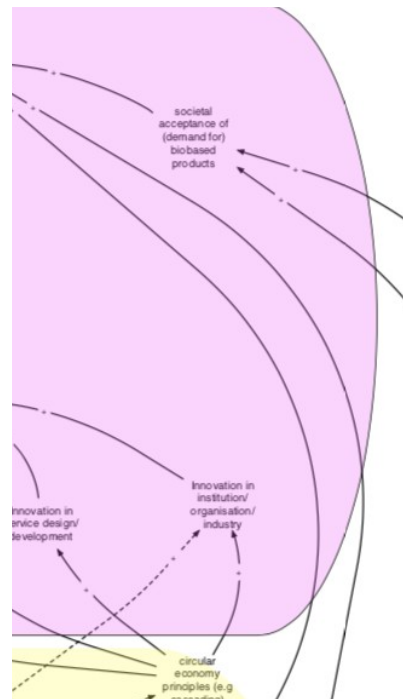 societal
acceptance of
(demand for)
biobased
products
Innovation in
institution/
organisation/
industry
nnovation in
ervice design/
development
circular
economy
principles (e.g